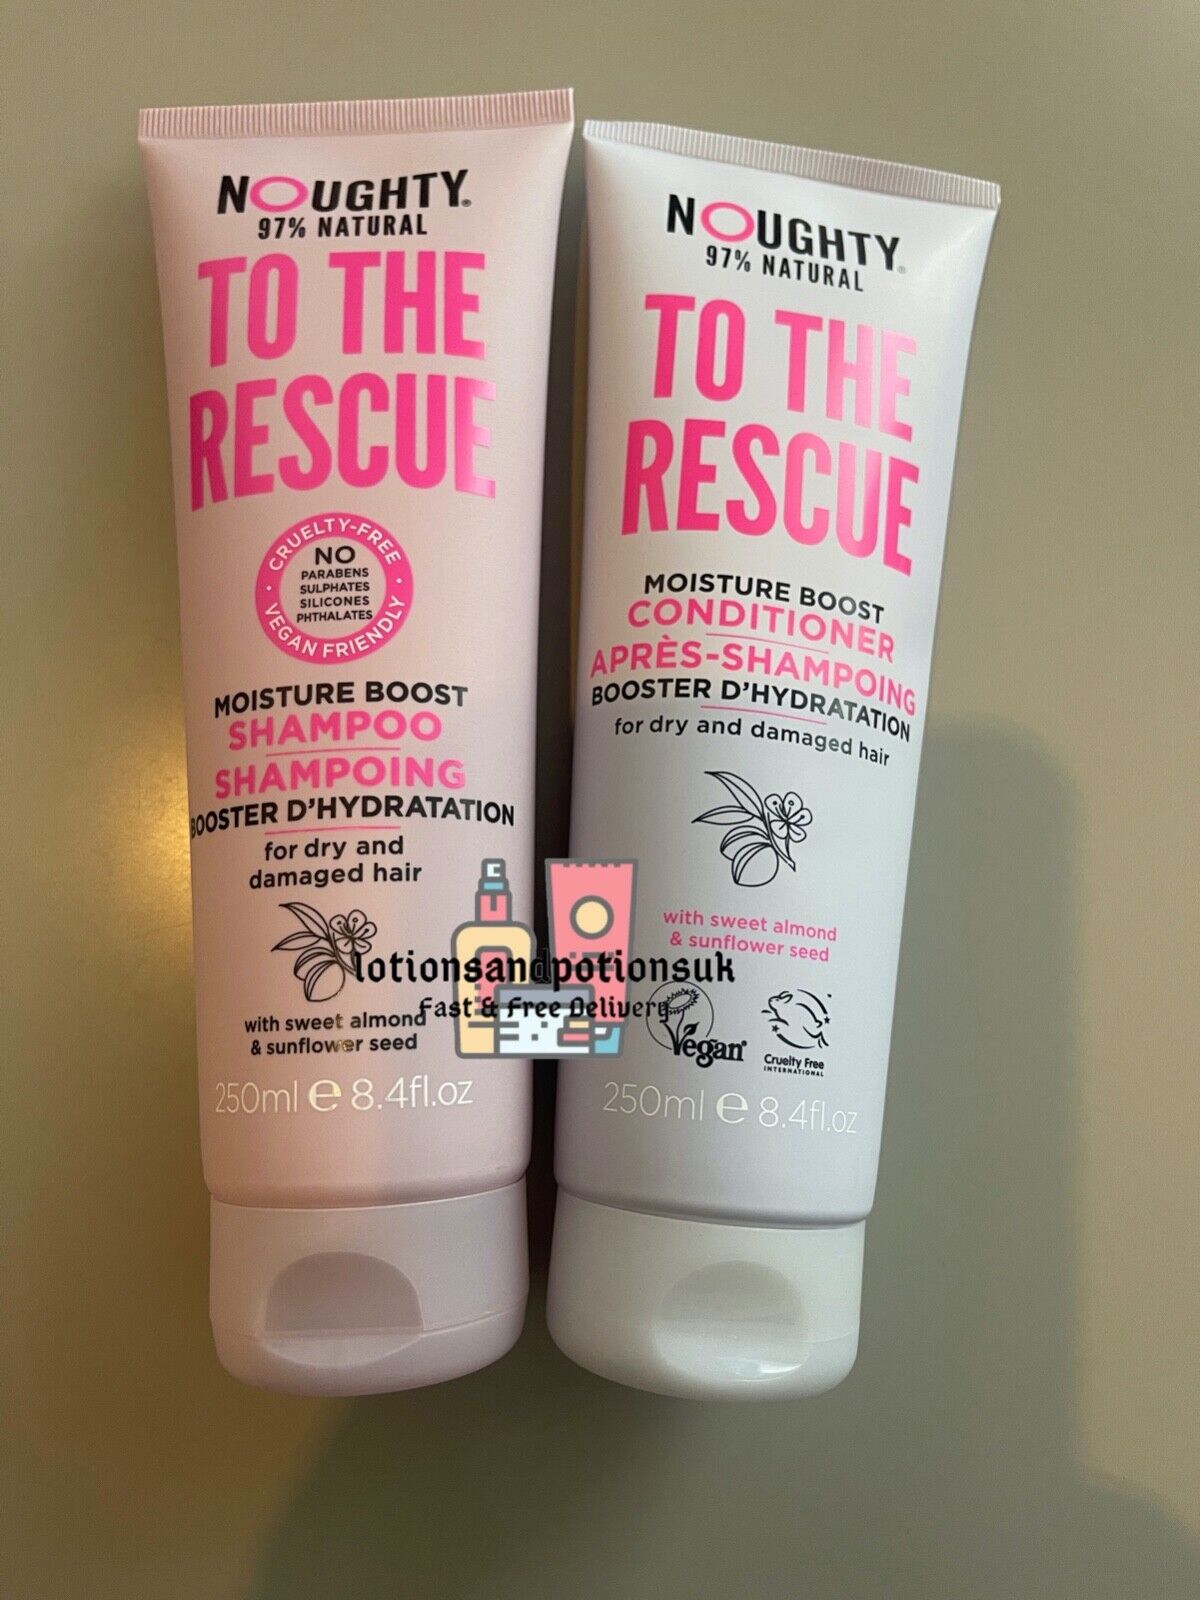 NOUGHTY®
97% NATURAL
TO THE
RESCUE
CRUELTY-FREE
NO
PARABENS
SULPHATES
SILICONES
PHTHALATES
VEGAN FRIENDLY
MOISTURE BOOST
SHAMPOO
SHAMPOING
BOOSTER D'HYDRATATION
for dry and
damaged hair
with sweet almond
& sunflower seed
250ml e 8.4fl.oz
NOUGHTY®
97% NATURAL
TO THE
RESCUE
MOISTURE BOOST
CONDITIONER
APRÈS-SHAMPOING
BOOSTER D'HYDRATATION
for dry and damaged hair
with sweet almond
& sunflower seed
Vegan
Cruelty Free
INTERNATIONAL
250ml e 8.4fl.oz
lotionsandpotionsuk
Fast & Free Delivery